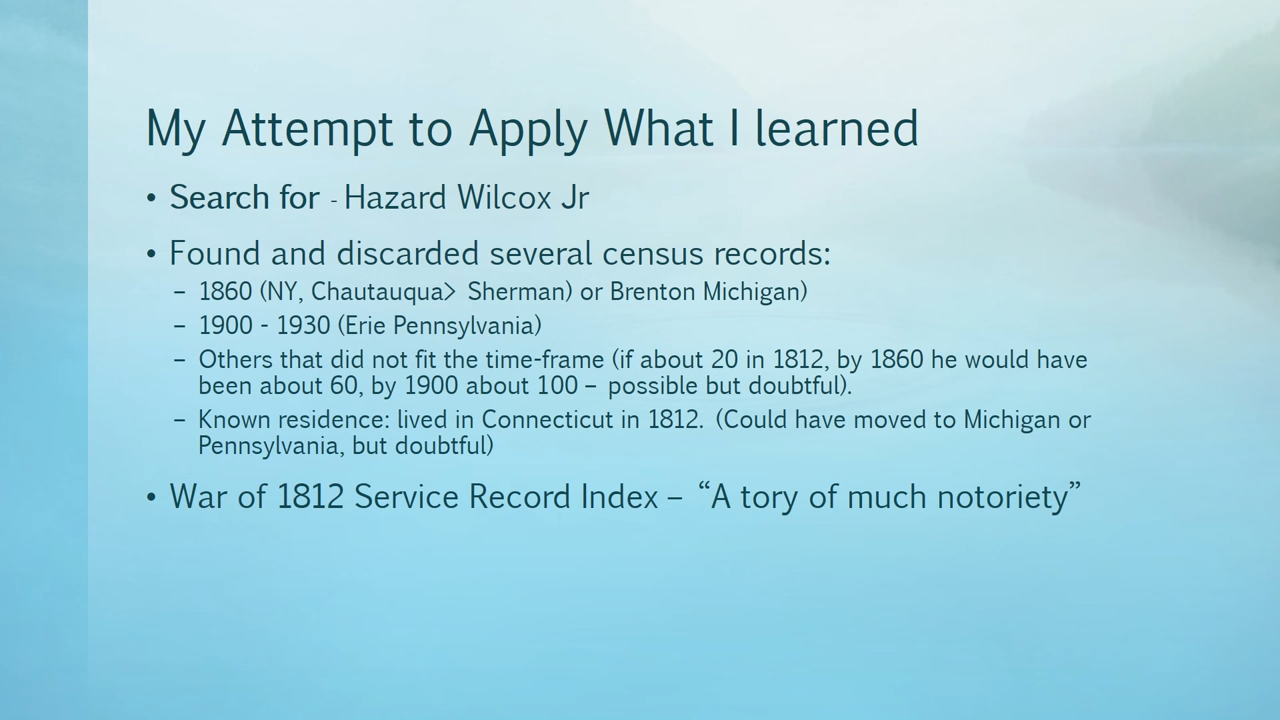 My Attempt to Apply What I learned
• Search for - Hazard Wilcox Jr
• Found and discarded several census records:
– 1860 (NY, Chautauqua> Sherman) or Brenton Michigan)
– 1900 - 1930 (Erie Pennsylvania)
– Others that did not fit the time-frame (if about 20 in 1812, by 1860 he would have
been about 60, by 1900 about 100 – possible but doubtful).
– Known residence: lived in Connecticut in 1812. (Could have moved to Michigan or
Pennsylvania, but doubtful)
• War of 1812 Service Record Index – “A tory of much notoriety”